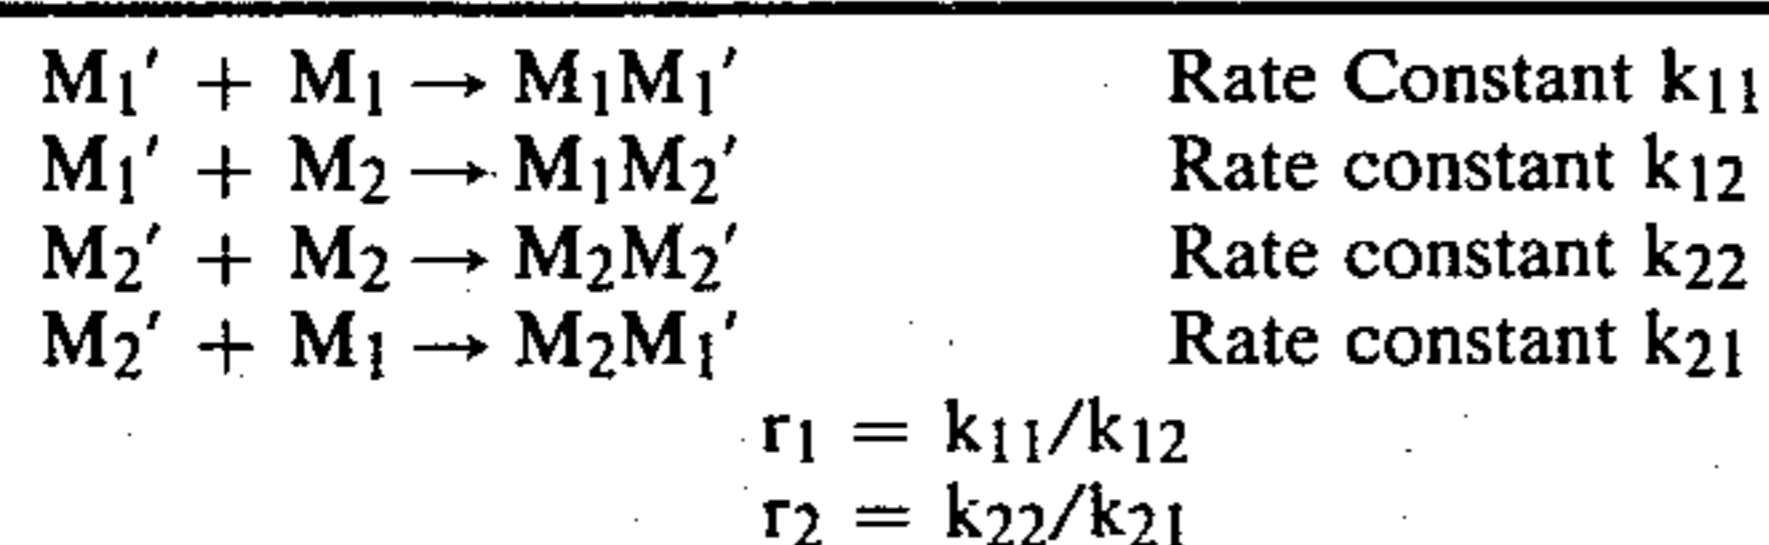 M₁′ + M₁ → M₁M₁′ Rate Constant k₁₁
M₁′ + M₂ → M₁M₂′ Rate constant k₁₂
M₂′ + M₂ → M₂M₂′ Rate constant k₂₂
M₂′ + M₁ → M₂M₁′ Rate constant k₂₁
r₁ = k₁₁/k₁₂
r₂ = k₂₂/k₂₁